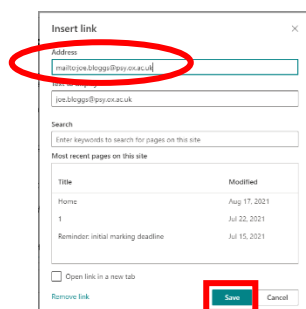 Insert link
Address
mailto:joe.bloggs@psy.ox.ac.uk
joe.bloggs@psy.ox.ac.uk
Search
Enter keywords to search for pages on this site
Most recent pages on this site
Title Modified
Home Aug 17, 2021
1 Jul 22, 2021
Reminder: initial marking deadline Jul 15, 2021
Open link in a new tab
Remove link Save Cancel